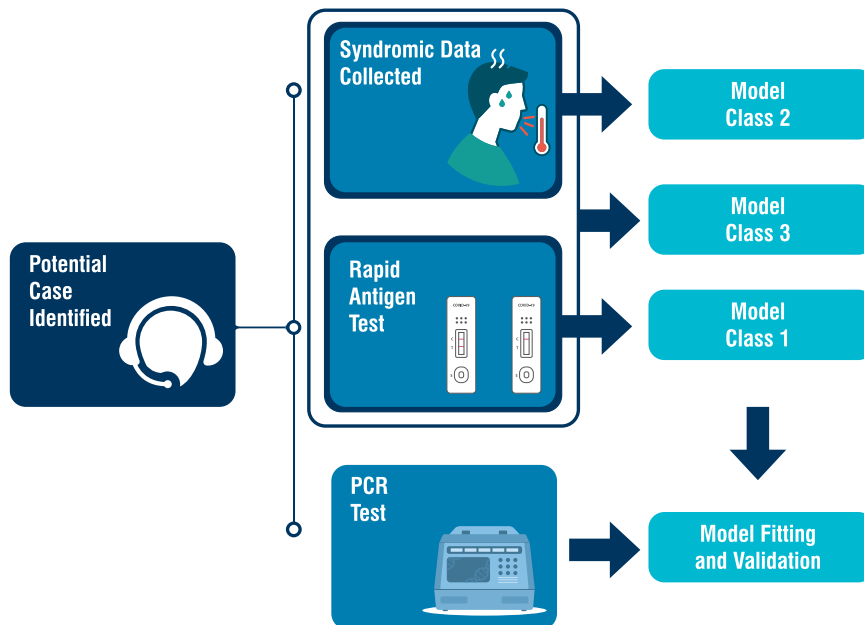 Syndromic Data
Collected
Model
Class 2
Model
Class 3
Potential
Case
Identified
Rapid
Antigen
Test
C
T
S
C
T
S
Model
Class 1
PCR
Test
Model Fitting
and Validation